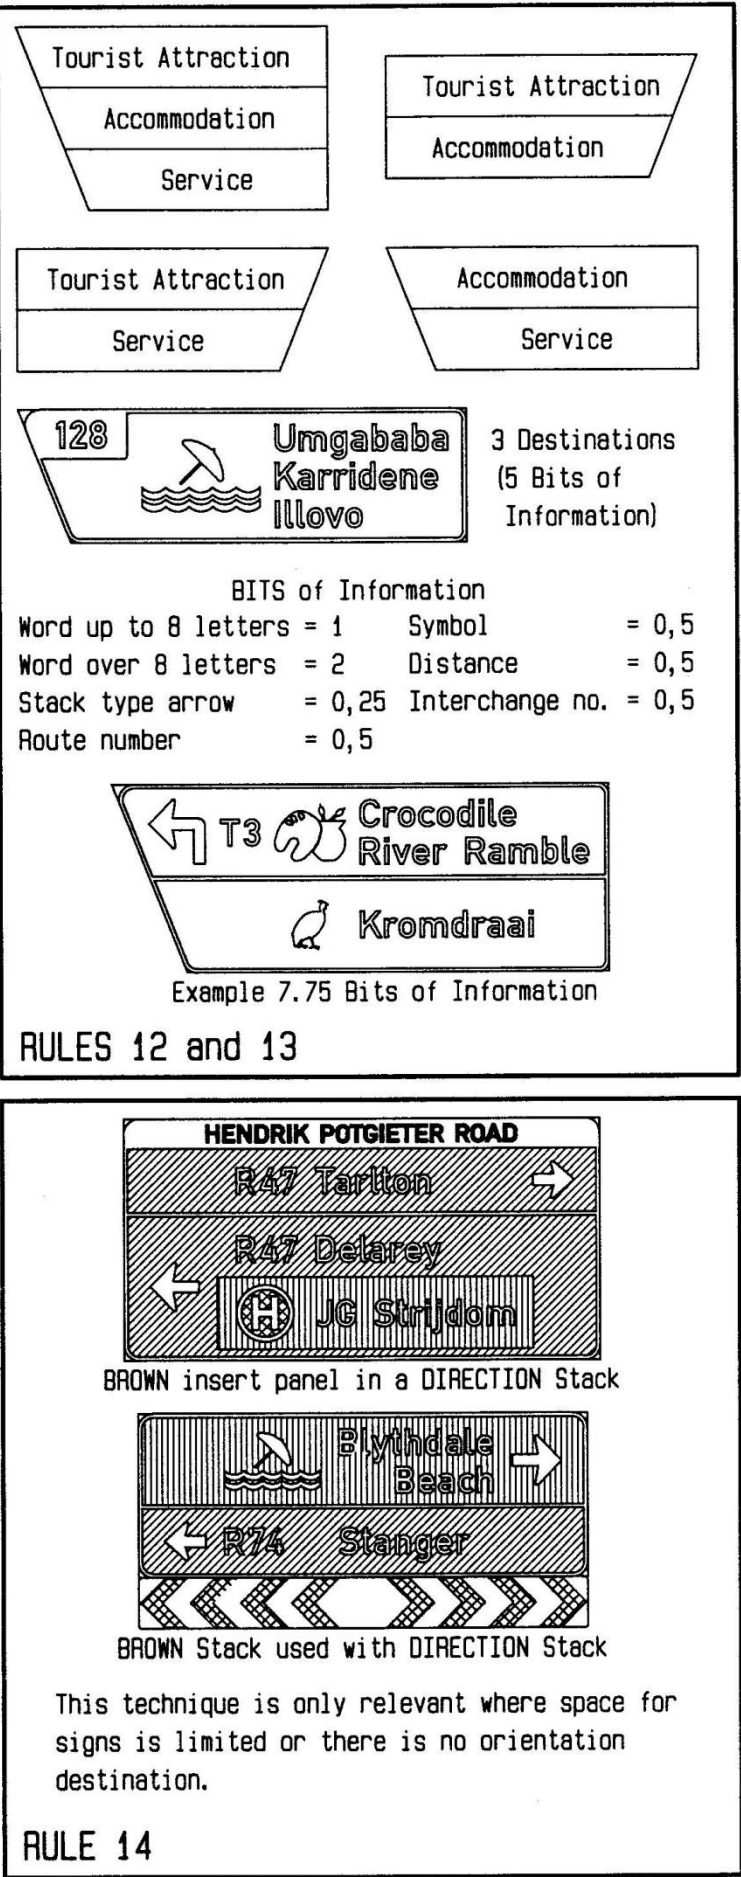 Tourist Attraction
Accommodation
Service
Tourist Attraction
Accommodation
Tourist Attraction
Service
Accommodation
Service
128
Umgababa
Karridene
Illovo
3 Destinations
(5 Bits of
Information)
BITS of Information
Word up to 8 letters = 1 Symbol = 0,5
Word over 8 letters = 2 Distance = 0,5
Stack type arrow = 0,25 Interchange no. = 0,5
Route number = 0,5
T3 Crocodile
River Ramble
Kromdraai
Example 7.75 Bits of Information
RULES 12 and 13
HENDRIK POTGIETER ROAD
R47 Tarlton
R47 Delarey
H JG Strijdom
BROWN insert panel in a DIRECTION Stack
Blythdale
Beach
R74 Stanger
BROWN Stack used with DIRECTION Stack
This technique is only relevant where space for
signs is limited or there is no orientation
destination.
RULE 14